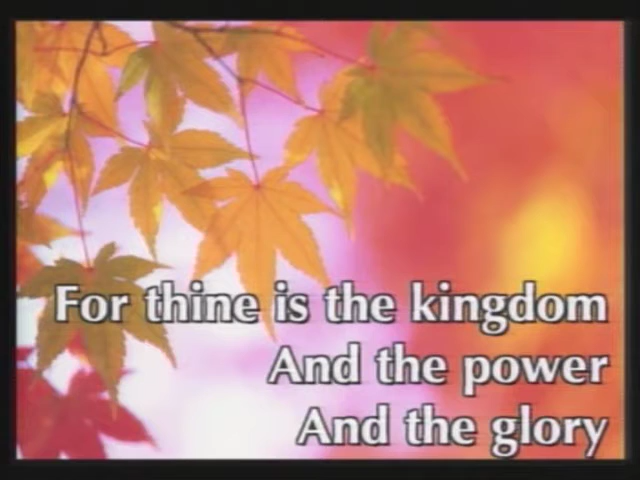 For thine is the kingdom
And the power
And the glory